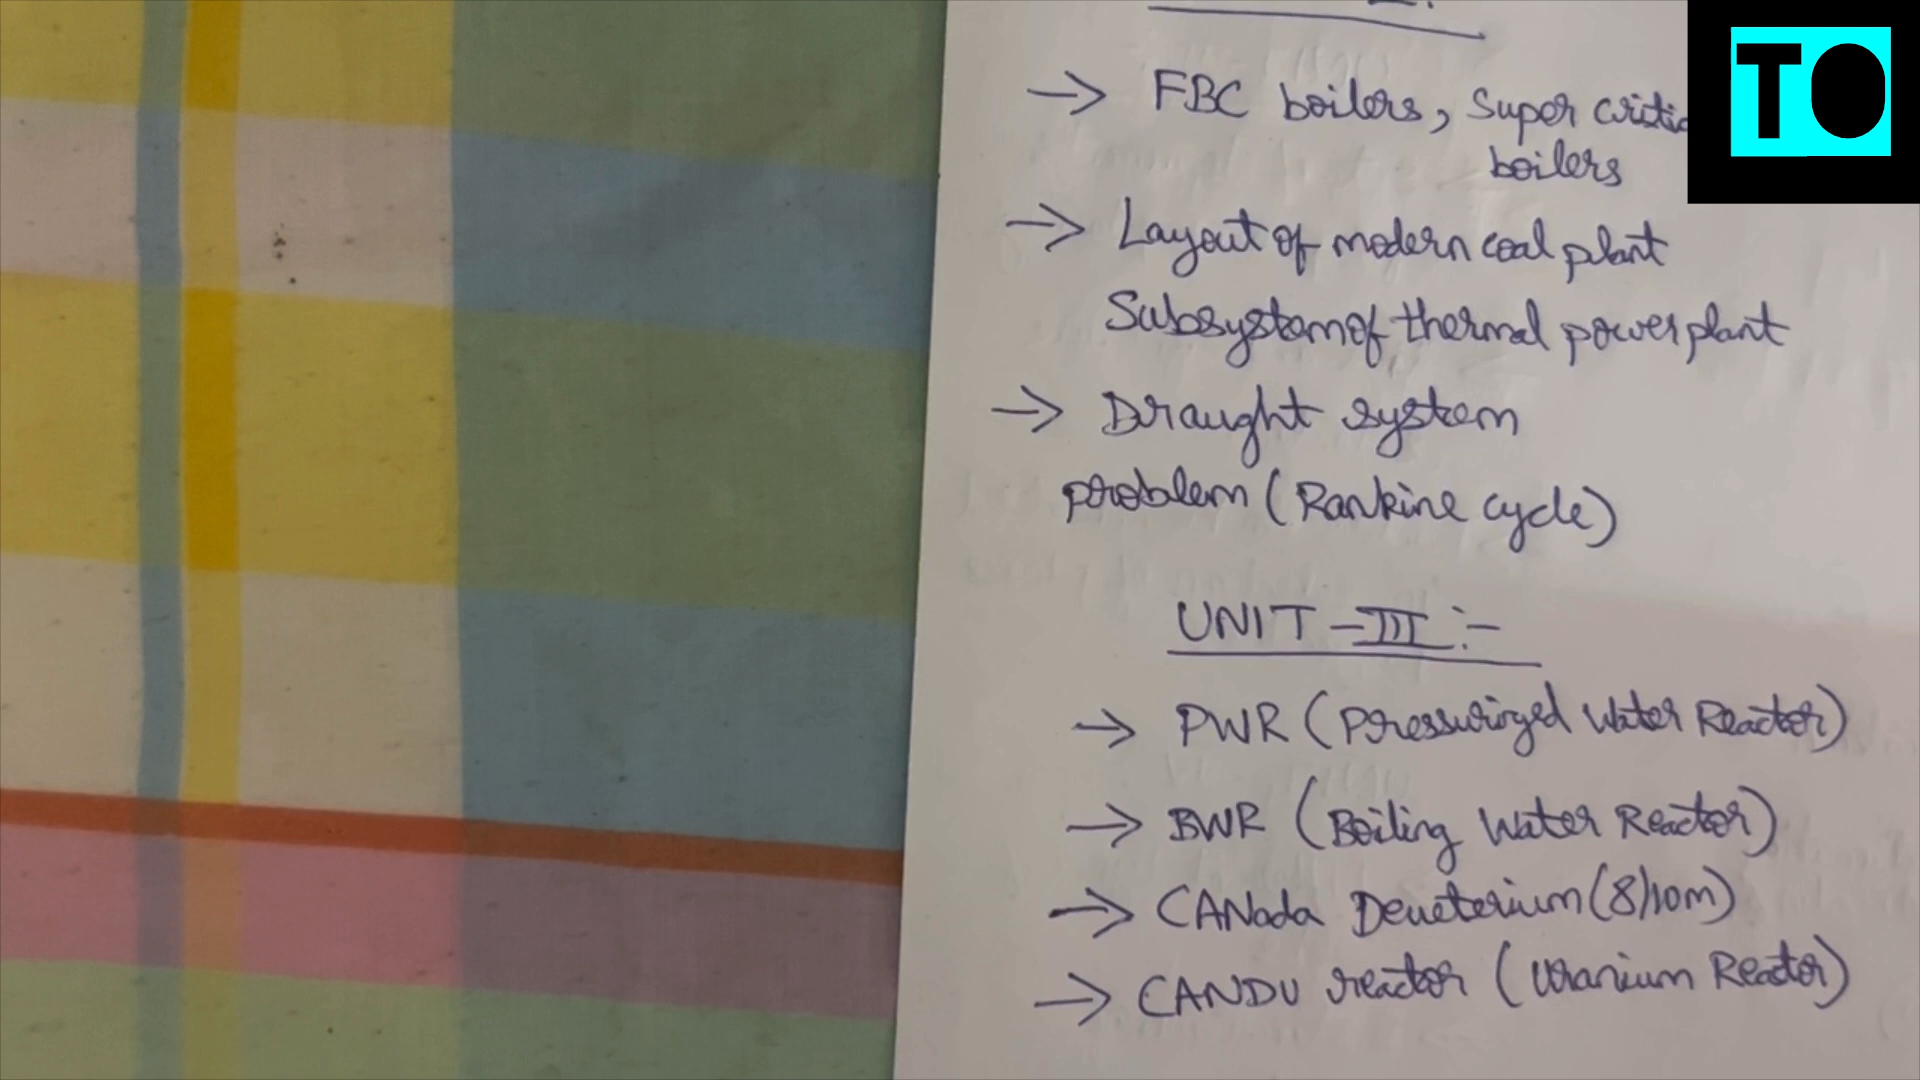 → FBC boilers, Super critic
boilers
→ Layout of modern coal plant
Subsystem of thermal power plant
→ Draught system
problem (Rankine cycle)
UNIT - III :-
→ PWR (Pressurized Water Reactor)
→ BWR (Boiling Water Reactor)
→ CANada Deueterium (8/10m)
→ CANDU reactor (Uranium Reactor)
TO